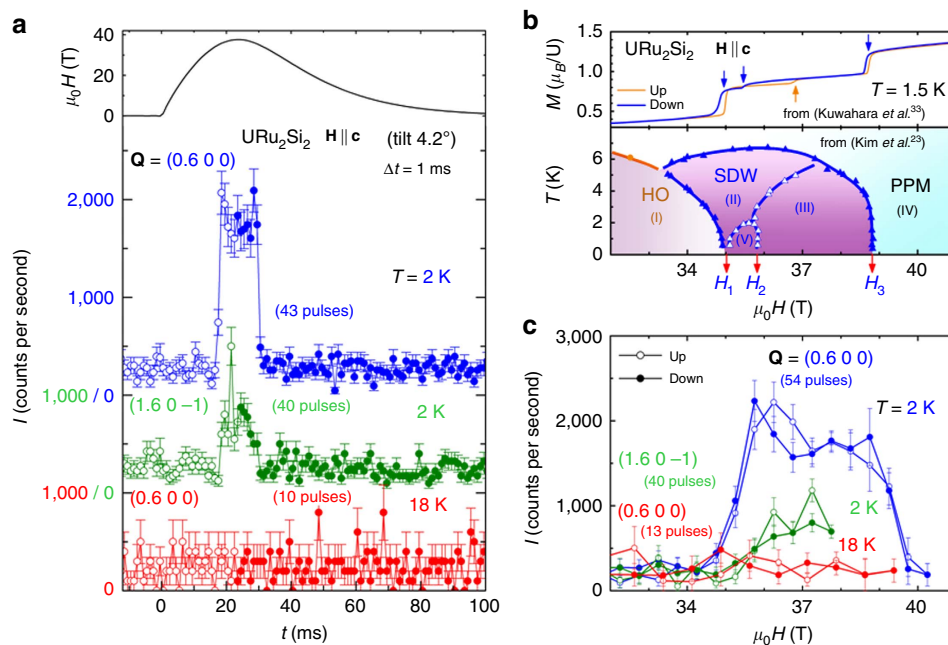 a
40
20
0
μ₀H (T)
URu₂Si₂ H || c (tilt 4.2°)
Q = (0.6 0 0)
Δt = 1 ms
2,000
T = 2 K
1,000
(43 pulses)
1,000 / 0
(1.6 0 –1)
(40 pulses)
2 K
1,000 / 0
(0.6 0 0)
(10 pulses)
18 K
0
I (counts per second)
0 20 40 60 80 100
t (ms)
b
URu₂Si₂ H || c
1.0
0.5
M (μB/U)
Up
Down
T = 1.5 K
from (Kuwahara et al.³³)
from (Kim et al.²³)
6
4
2
0
T (K)
HO
(I)
SDW
(II)
(III)
(V)
PPM
(IV)
34 37 40
H₁ H₂ H₃
μ₀H (T)
c
3,000
2,000
1,000
0
I (counts per second)
Up
Down
Q = (0.6 0 0)
(54 pulses)
T = 2 K
(1.6 0 –1)
(40 pulses)
2 K
(0.6 0 0)
(13 pulses)
18 K
34 37 40
μ₀H (T)